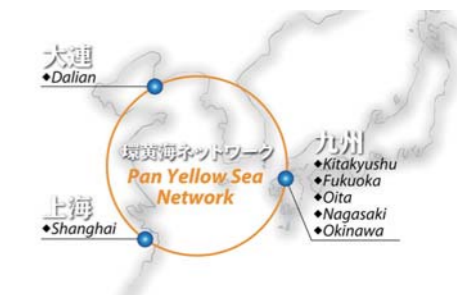 大連
◆Dalian
環黄海ネットワーク
Pan Yellow Sea
Network
九州
◆Kitakyushu
◆Fukuoka
◆Oita
◆Nagasaki
◆Okinawa
上海
◆Shanghai